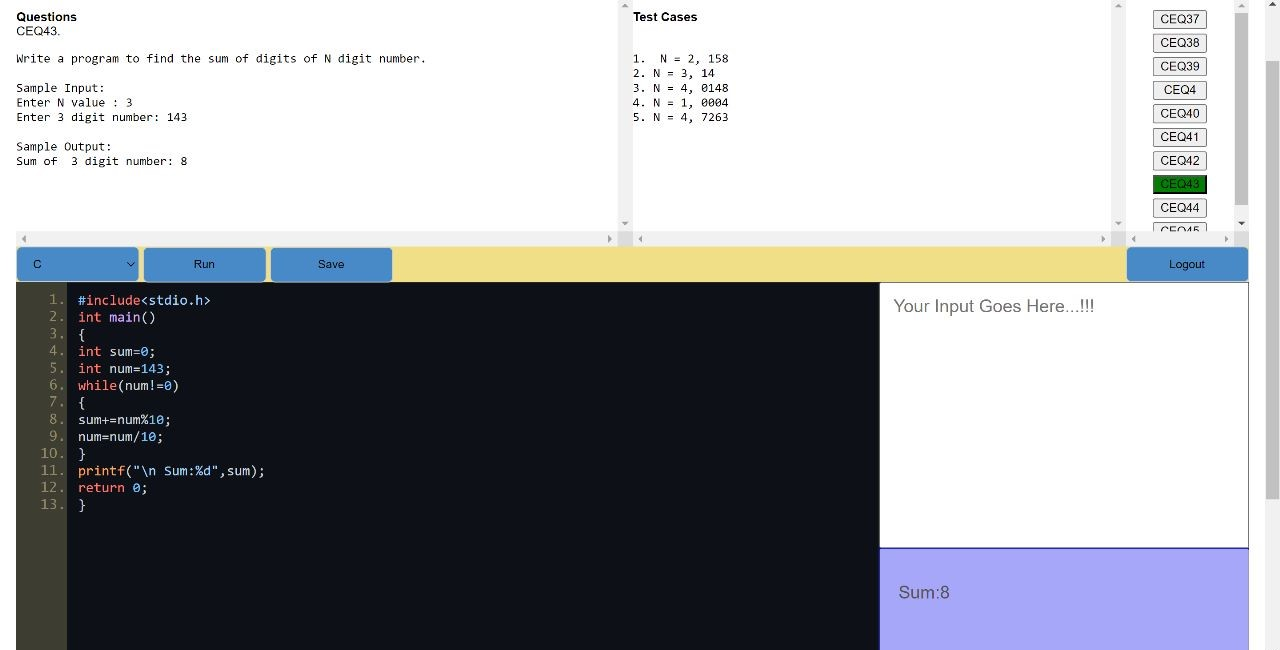 Questions
CEQ43.
Write a program to find the sum of digits of N digit number.
Sample Input:
Enter N value : 3
Enter 3 digit number: 143
Sample Output:
Sum of  3 digit number: 8
Test Cases
1.  N = 2, 158
2. N = 3, 14
3. N = 4, 0148
4. N = 1, 0004
5. N = 4, 7263
CEQ37
CEQ38
CEQ39
CEQ4
CEQ40
CEQ41
CEQ42
CEQ43
CEQ44
CEQ45
C
Run
Save
Logout
1. #include<stdio.h>
2. int main()
3. {
4. int sum=0;
5. int num=143;
6. while(num!=0)
7. {
8. sum+=num%10;
9. num=num/10;
10. }
11. printf("\n Sum:%d",sum);
12. return 0;
13. }
Your Input Goes Here...!!!
Sum:8